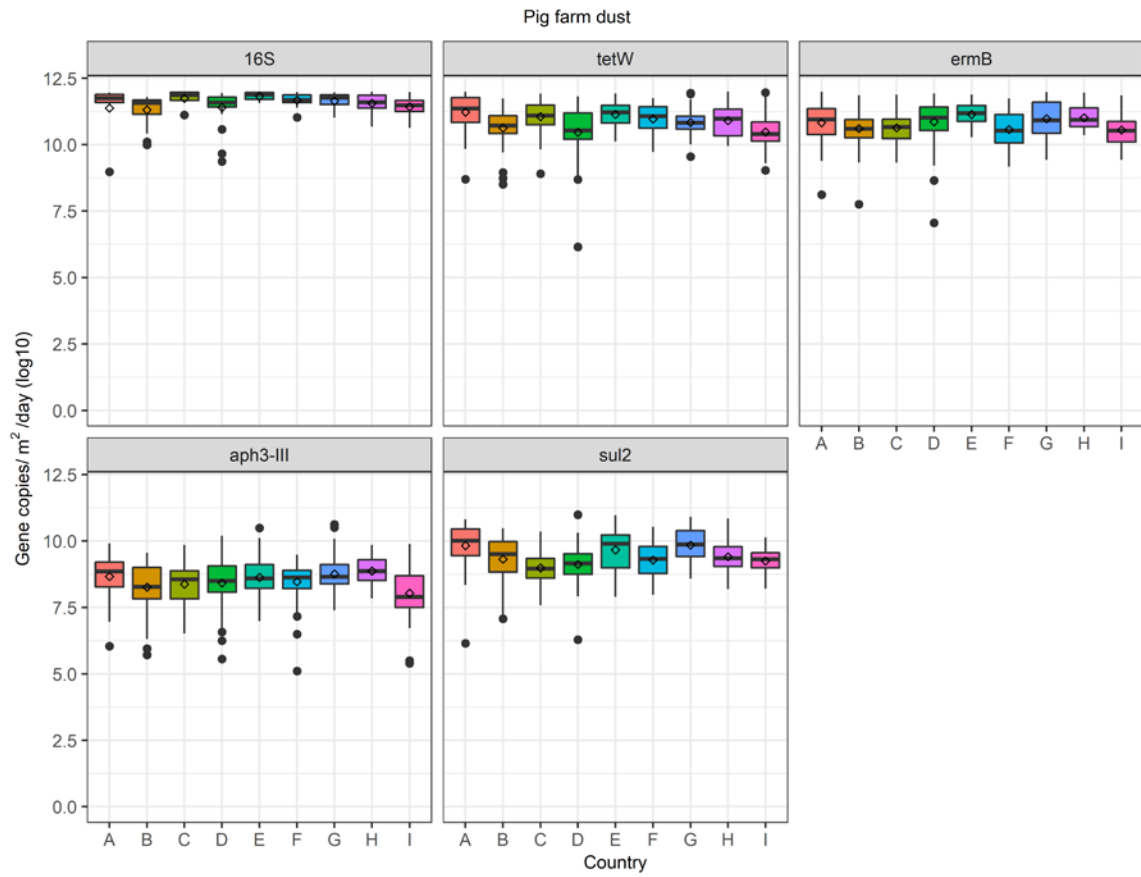 Pig farm dust
16S
tetW
ermB
12.5
10.0
7.5
5.0
2.5
0.0
A B C D E F G H I
Gene copies/ m² /day (log10)
aph3-III
sul2
12.5
10.0
7.5
5.0
2.5
0.0
A B C D E F G H I
A B C D E F G H I
Country